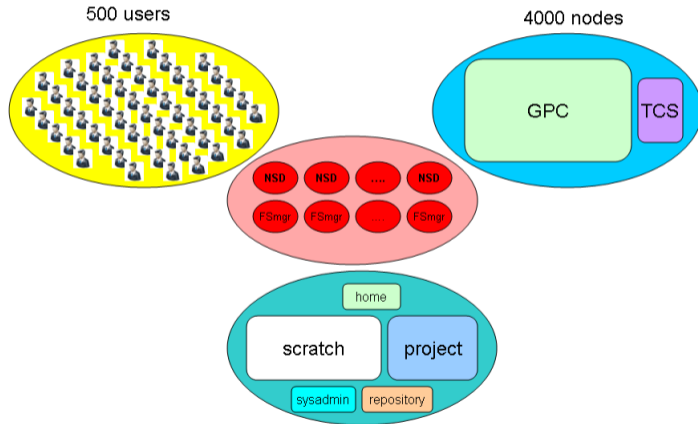 500 users
4000 nodes
GPC
TCS
NSD NSD .... NSD
FSmgr FSmgr .... FSmgr
home
scratch project
sysadmin repository